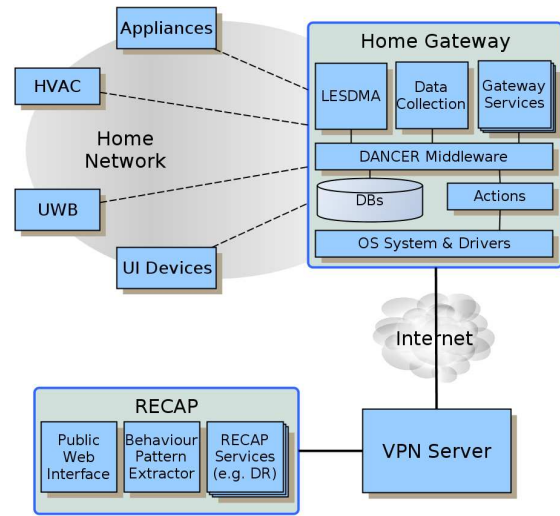 Appliances
HVAC
Home
Network
UWB
UI Devices
Home Gateway
LESDMA
Data
Collection
Gateway
Services
DANCER Middleware
DBs
Actions
OS System & Drivers
Internet
RECAP
Public
Web
Interface
Behaviour
Pattern
Extractor
RECAP
Services
(e.g. DR)
VPN Server